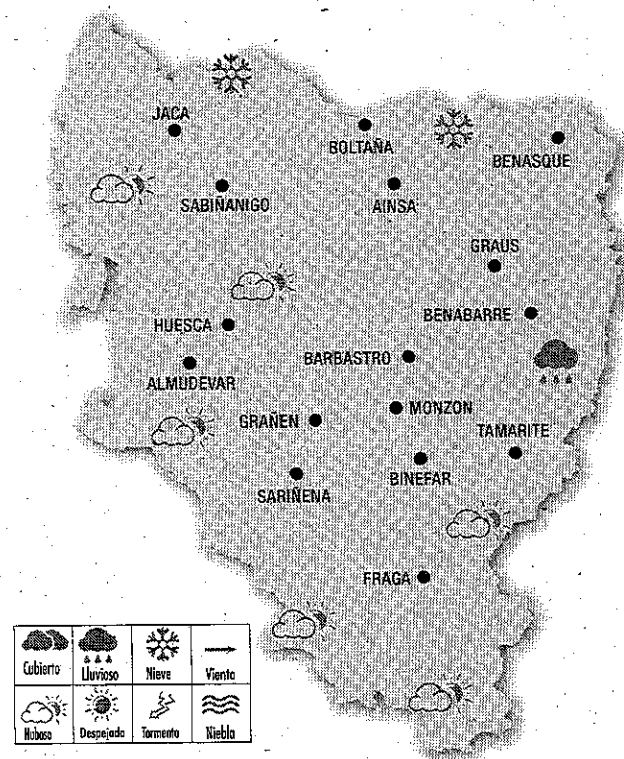 JACA
BOLTAÑA
BENASQUE
SABIÑANIGO
AINSA
GRAUS
BENABARRE
HUESCA
BARBASTRO
ALMUDEVAR
MONZON
GRAÑEN
TAMARITE
BINEFAR
SARIÑENA
FRAGA
Cubierto Lluvioso Nieve Viento
Nuboso Despejado Tormenta Niebla